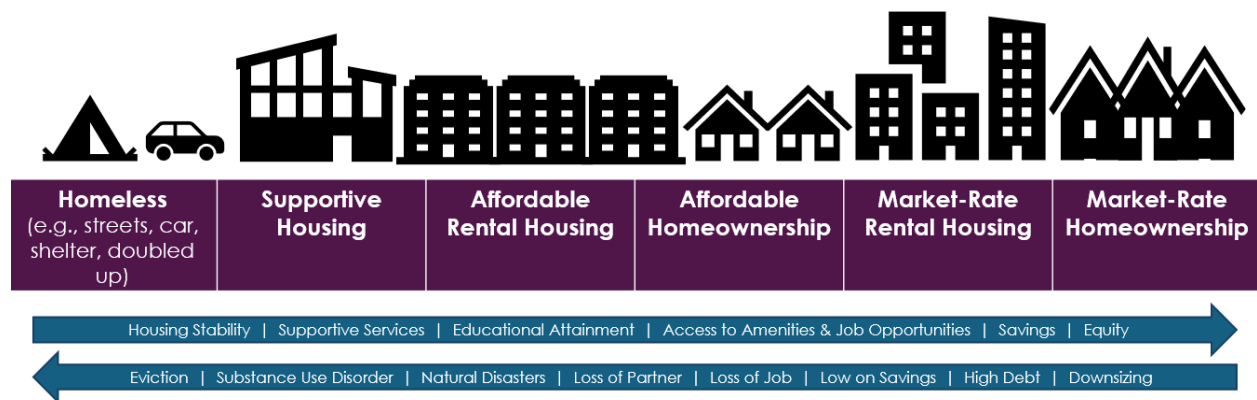 Homeless
(e.g., streets, car,
shelter, doubled
up)
Supportive
Housing
Affordable
Rental Housing
Affordable
Homeownership
Market-Rate
Rental Housing
Market-Rate
Homeownership
Housing Stability | Supportive Services | Educational Attainment | Access to Amenities & Job Opportunities | Savings | Equity
Eviction | Substance Use Disorder | Natural Disasters | Loss of Partner | Loss of Job | Low on Savings | High Debt | Downsizing